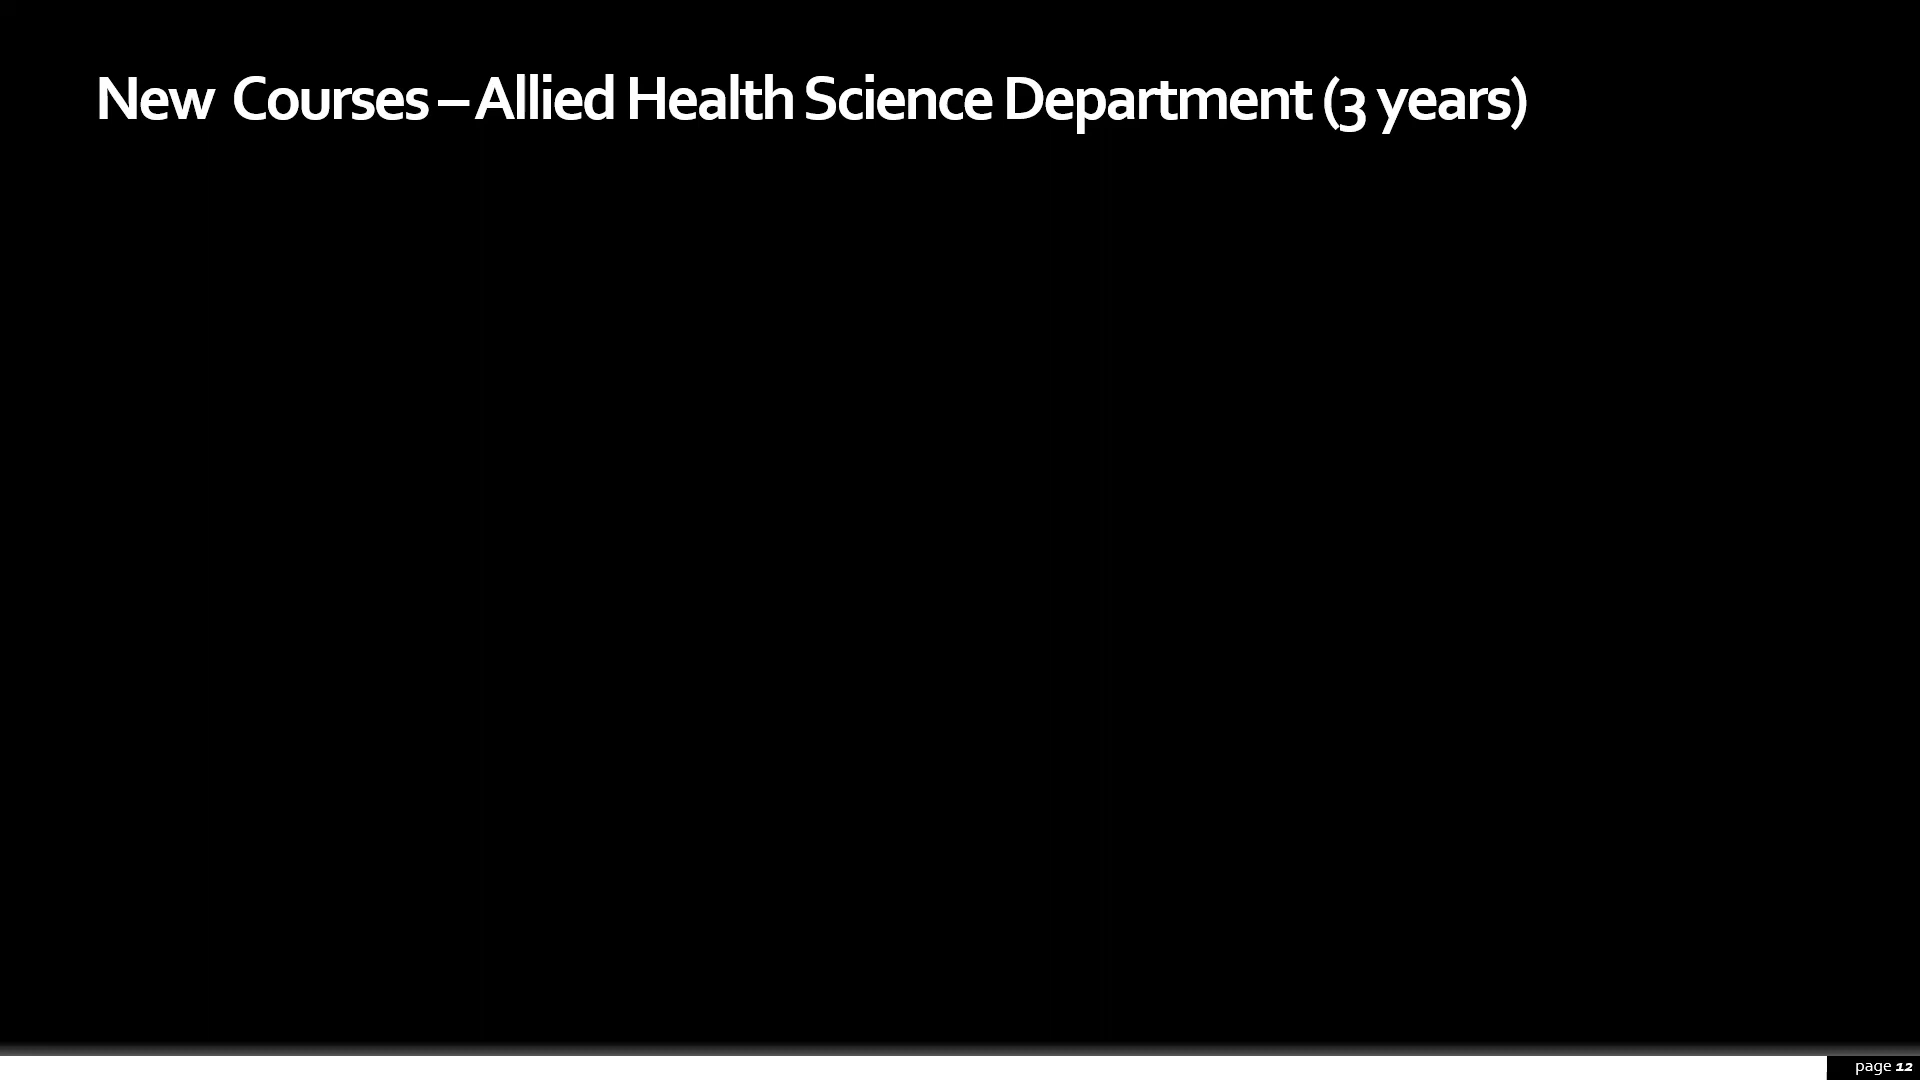 New Courses – Allied Health Science Department (3 years)
page 12